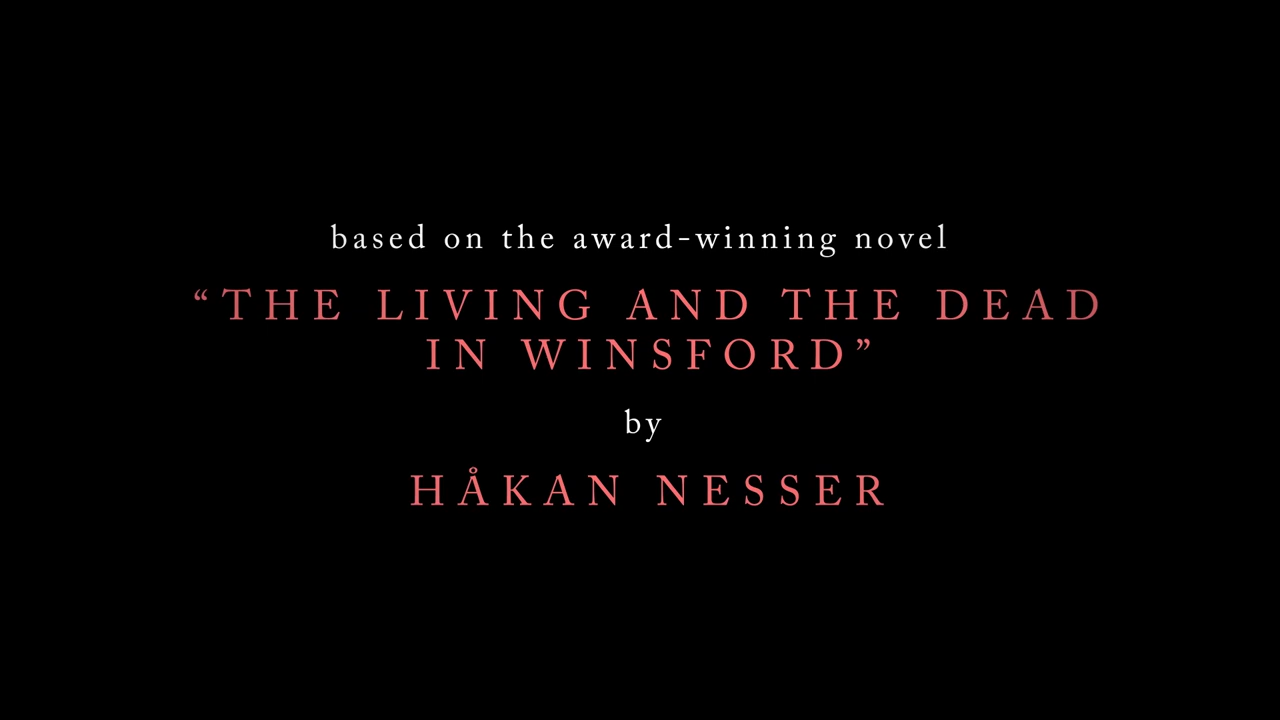 based on the award-winning novel
“THE LIVING AND THE DEAD
IN WINSFORD”
by
HÅKAN NESSER